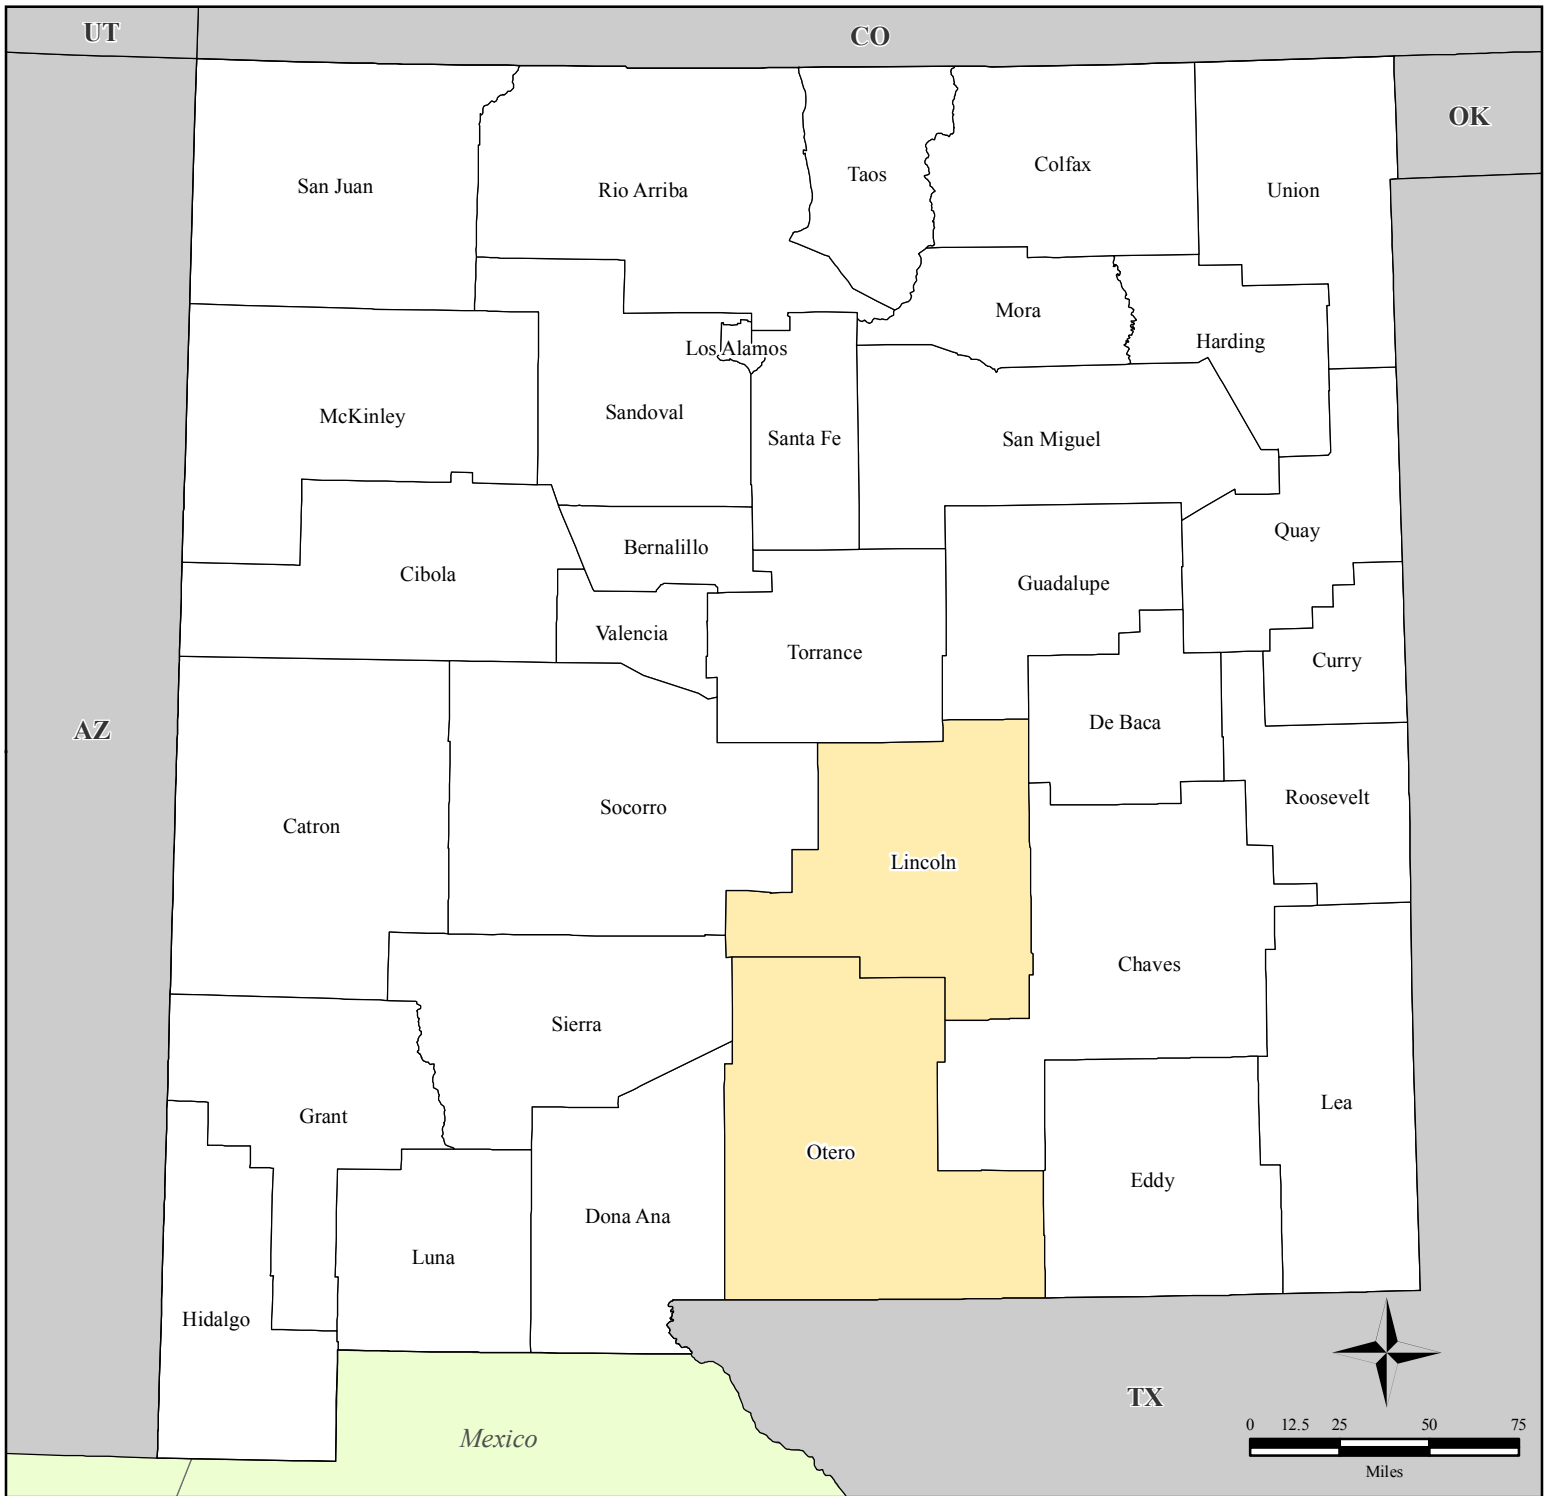 UT
CO
OK
San Juan
Rio Arriba
Taos
Colfax
Union
Mora
Harding
Los Alamos
McKinley
Sandoval
Santa Fe
San Miguel
Quay
Bernalillo
Cibola
Guadalupe
Valencia
Torrance
Curry
De Baca
AZ
Roosevelt
Socorro
Catron
Lincoln
Chaves
Sierra
Grant
Lea
Otero
Eddy
Dona Ana
Luna
Hidalgo
TX
Mexico
0 12.5 25 50 75
Miles